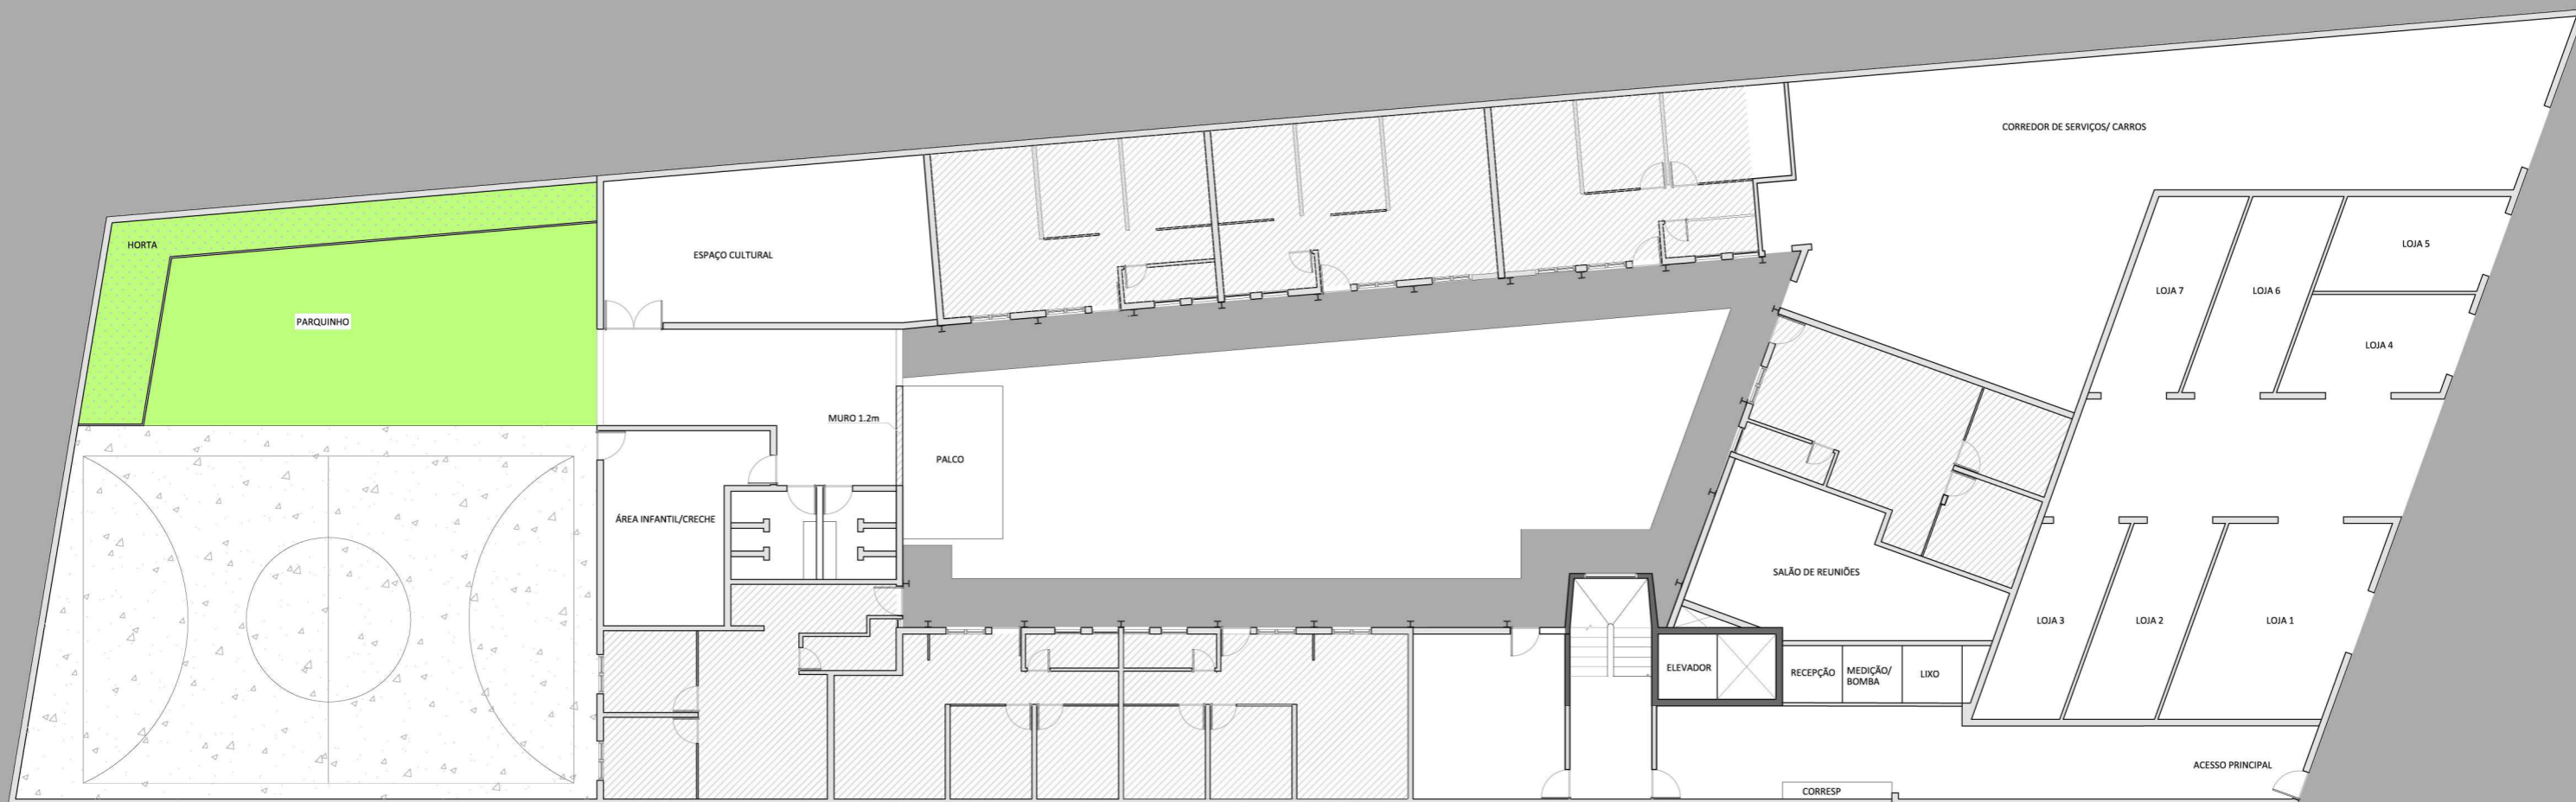 CORREDOR DE SERVIÇOS/ CARROS
HORTA
ESPAÇO CULTURAL
LOJA 5
LOJA 7
LOJA 6
PARQUINHO
LOJA 4
MURO 1.2m
PALCO
ÁREA INFANTIL/CRECHE
SALÃO DE REUNIÕES
LOJA 3
LOJA 2
LOJA 1
ELEVADOR
RECEPÇÃO
MEDIÇÃO/
BOMBA
LIXO
ACESSO PRINCIPAL
CORRESP